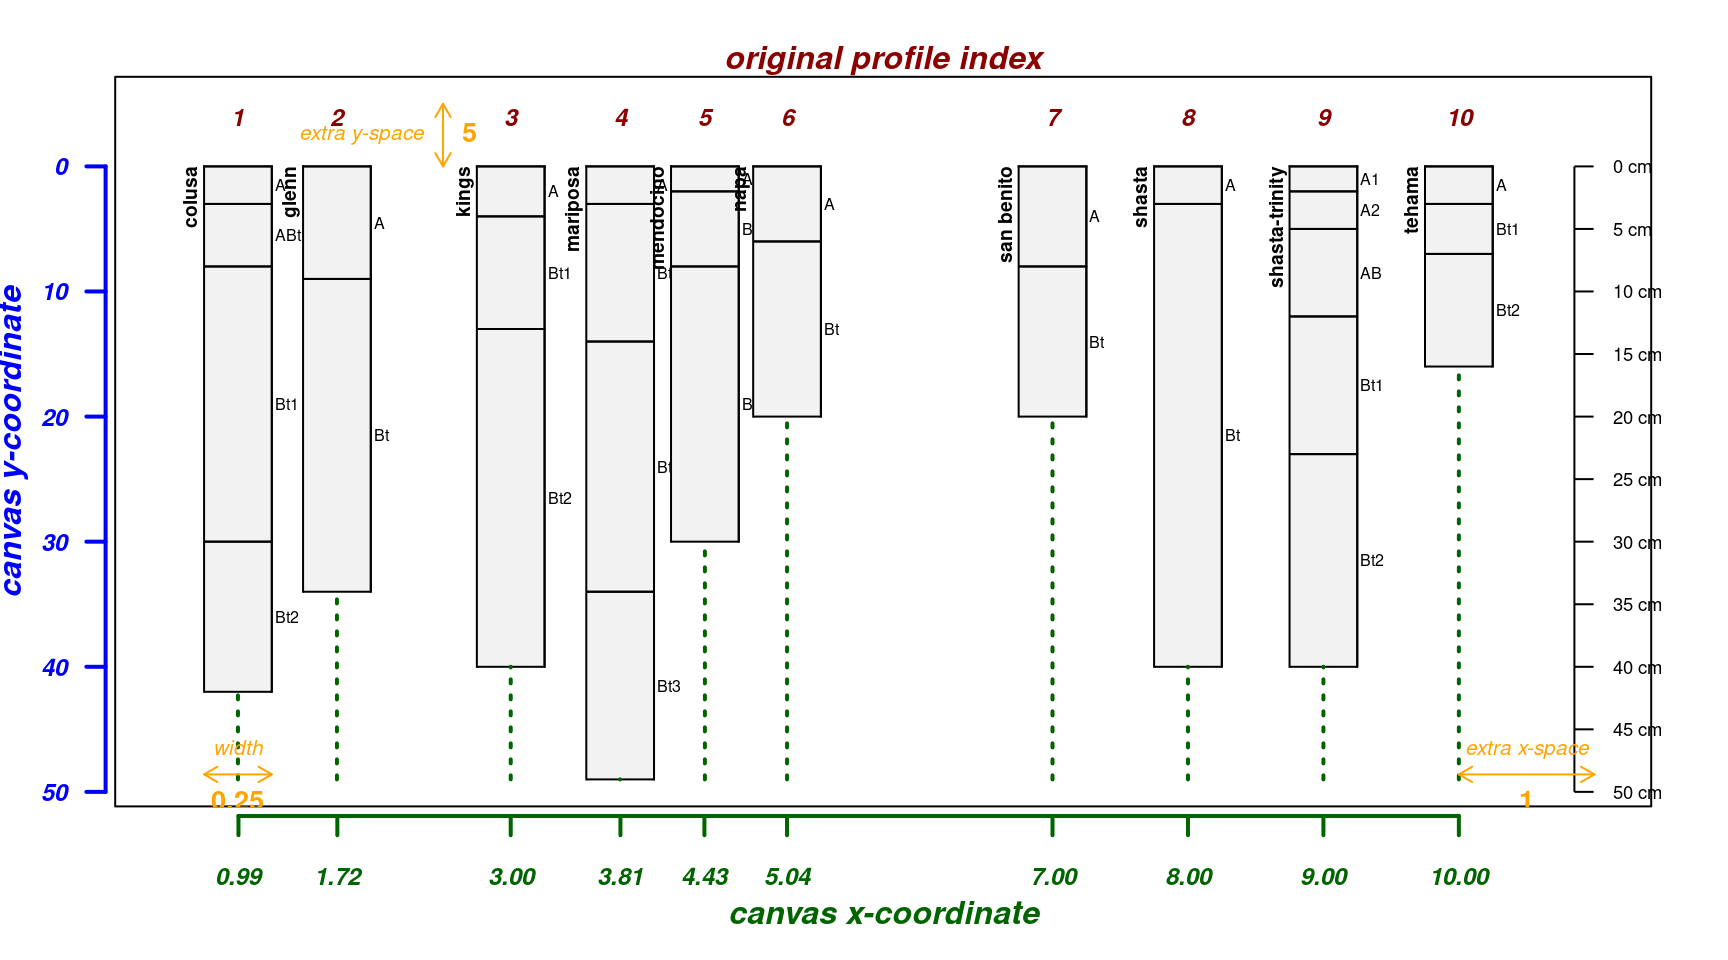 original profile index
1 2 3 4 5 6 7 8 9 10
extra y-space 5
canvas y-coordinate
0
10
20
30
40
50
colusa
A
ABt
Bt1
Bt2
glenn
A
Bt
kings
A
Bt1
Bt2
mariposa
A
Bt
Bt
Bt3
mendocino
A
B
B
napa
A
Bt
san benito
A
Bt
shasta
A
Bt
shasta-trinity
A1
A2
AB
Bt1
Bt2
tehama
A
Bt1
Bt2
0 cm
5 cm
10 cm
15 cm
20 cm
25 cm
30 cm
35 cm
40 cm
45 cm
50 cm
width
0.25
extra x-space
1
0.99 1.72 3.00 3.81 4.43 5.04 7.00 8.00 9.00 10.00
canvas x-coordinate